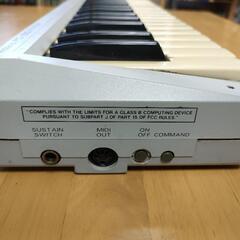 "COMPLIES WITH THE LIMITS FOR A CLASS B COMPUTING DEVICE
PURSUANT TO SUBPART J OF PART 15 OF FCC RULES."
SUSTAIN SWITCH
MIDI OUT
ON OFF
COMMAND